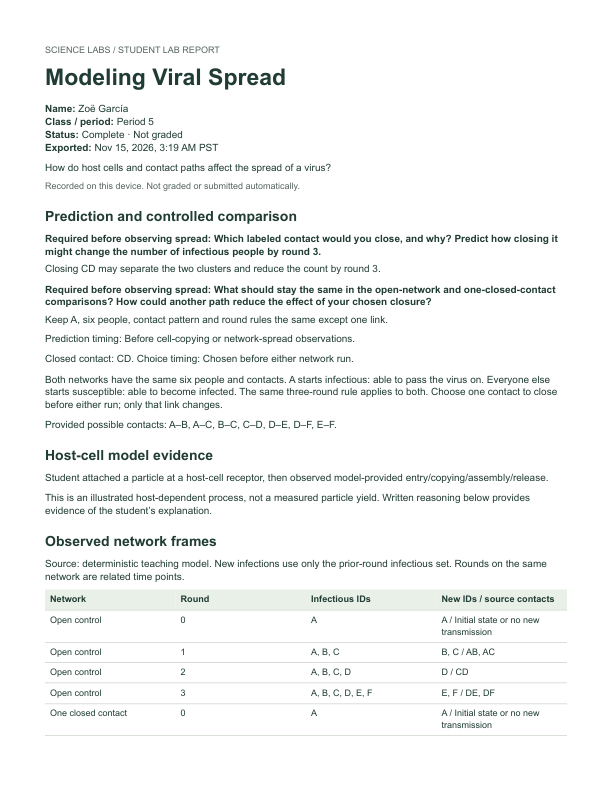 SCIENCE LABS / STUDENT LAB REPORT
Modeling Viral Spread
Name: Zoë García
Class / period: Period 5
Status: Complete · Not graded
Exported: Nov 15, 2026, 3:19 AM PST
How do host cells and contact paths affect the spread of a virus?
Recorded on this device. Not graded or submitted automatically.
Prediction and controlled comparison
Required before observing spread: Which labeled contact would you close, and why? Predict how closing it
might change the number of infectious people by round 3.
Closing CD may separate the two clusters and reduce the count by round 3.
Required before observing spread: What should stay the same in the open-network and one-closed-contact
comparisons? How could another path reduce the effect of your chosen closure?
Keep A, six people, contact pattern and round rules the same except one link.
Prediction timing: Before cell-copying or network-spread observations.
Closed contact: CD. Choice timing: Chosen before either network run.
Both networks have the same six people and contacts. A starts infectious: able to pass the virus on. Everyone else
starts susceptible: able to become infected. The same three-round rule applies to both. Choose one contact to close
before either run; only that link changes.
Provided possible contacts: A–B, A–C, B–C, C–D, D–E, D–F, E–F.
Host-cell model evidence
Student attached a particle at a host-cell receptor, then observed model-provided entry/copying/assembly/release.
This is an illustrated host-dependent process, not a measured particle yield. Written reasoning below provides
evidence of the student's explanation.
Observed network frames
Source: deterministic teaching model. New infections use only the prior-round infectious set. Rounds on the same
network are related time points.
Network Round Infectious IDs New IDs / source contacts
Open control 0 A A / Initial state or no new
transmission
Open control 1 A, B, C B, C / AB, AC
Open control 2 A, B, C, D D / CD
Open control 3 A, B, C, D, E, F E, F / DE, DF
One closed contact 0 A A / Initial state or no new
transmission